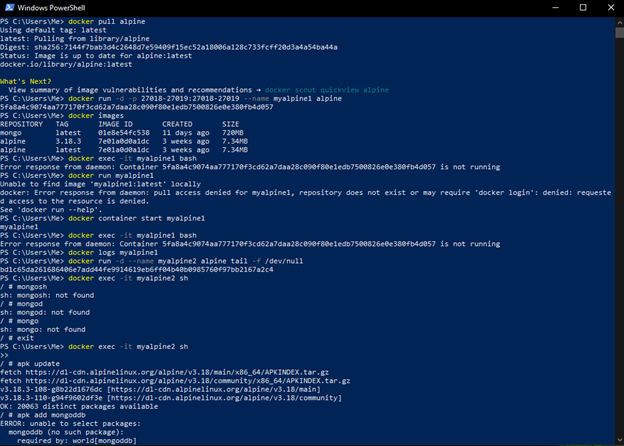 Windows PowerShell
PS C:\Users\Me> docker pull alpine
Using default tag: latest
latest: Pulling from library/alpine
Digest: sha256:7144f7bab3d4c2648d7e59409f15ec52a18006a128c733fcff20d3a4a54ba44a
Status: Image is up to date for alpine:latest
docker.io/library/alpine:latest
What's Next?
View summary of image vulnerabilities and recommendations → docker scout quickview alpine
PS C:\Users\Me> docker run -d -p 27018-27019:27018-27019 --name myalpine1 alpine
5fa8a4c9074aa777170f3cd62a7daa28c090f80e1edb7500826e0e380fb4d057
PS C:\Users\Me> docker images
REPOSITORY TAG IMAGE ID CREATED SIZE
mongo latest 01e8e54fc538 11 days ago 720MB
alpine 3.18.3 7e01a0d0a1dc 3 weeks ago 7.34MB
alpine latest 7e01a0d0a1dc 3 weeks ago 7.34MB
PS C:\Users\Me> docker exec -it myalpine1 bash
Error response from daemon: Container 5fa8a4c9074aa777170f3cd62a7daa28c090f80e1edb7500826e0e380fb4d057 is not running
PS C:\Users\Me> docker run myalpine1
Unable to find image 'myalpine1:latest' locally
docker: Error response from daemon: pull access denied for myalpine1, repository does not exist or may require 'docker login': denied: requeste
d access to the resource is denied.
See 'docker run --help'.
PS C:\Users\Me> docker container start myalpine1
myalpine1
PS C:\Users\Me> docker exec -it myalpine1 bash
Error response from daemon: Container 5fa8a4c9074aa777170f3cd62a7daa28c090f80e1edb7500826e0e380fb4d057 is not running
PS C:\Users\Me> docker logs myalpine1
PS C:\Users\Me> docker run -d --name myalpine2 alpine tail -f /dev/null
bd1c65da261686406e7add44fe9914619eb6ff04b40b0985760f97bb2167a2c4
PS C:\Users\Me> docker exec -it myalpine2 sh
/ # mongosh
sh: mongosh: not found
/ # mongod
sh: mongod: not found
/ # mongo
sh: mongo: not found
/ # exit
PS C:\Users\Me> docker exec -it myalpine2 sh
>>
/ # apk update
fetch https://dl-cdn.alpinelinux.org/alpine/v3.18/main/x86_64/APKINDEX.tar.gz
fetch https://dl-cdn.alpinelinux.org/alpine/v3.18/community/x86_64/APKINDEX.tar.gz
v3.18.3-108-g8b22d1676dc [https://dl-cdn.alpinelinux.org/alpine/v3.18/main]
v3.18.3-110-g94f9602df3e [https://dl-cdn.alpinelinux.org/alpine/v3.18/community]
OK: 20063 distinct packages available
/ # apk add mongoddb
ERROR: unable to select packages:
mongoddb (no such package):
required by: world[mongoddb]